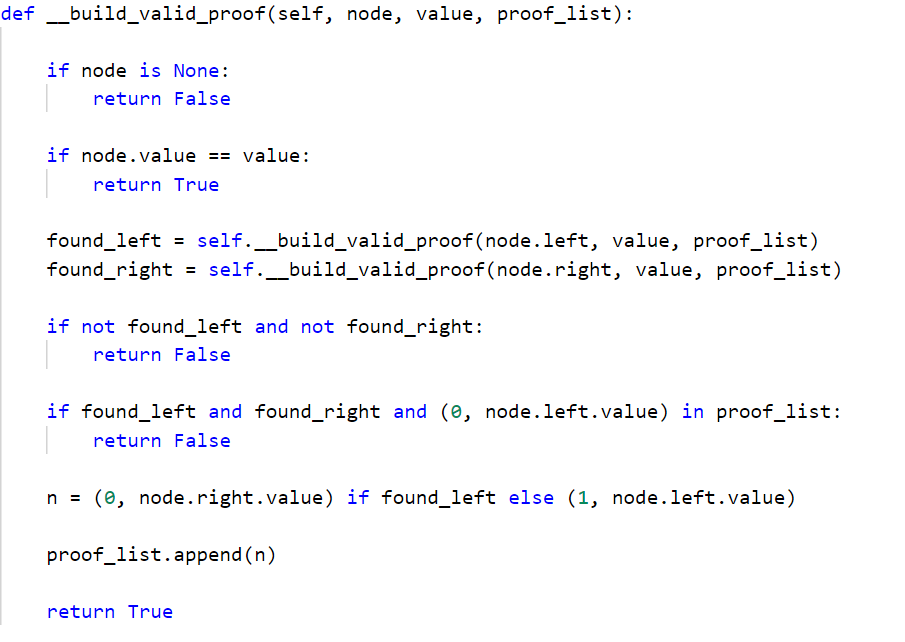 def __build_valid_proof(self, node, value, proof_list):
if node is None:
return False
if node.value == value:
return True
found_left = self.__build_valid_proof(node.left, value, proof_list)
found_right = self.__build_valid_proof(node.right, value, proof_list)
if not found_left and not found_right:
return False
if found_left and found_right and (0, node.left.value) in proof_list:
return False
n = (0, node.right.value) if found_left else (1, node.left.value)
proof_list.append(n)
return True